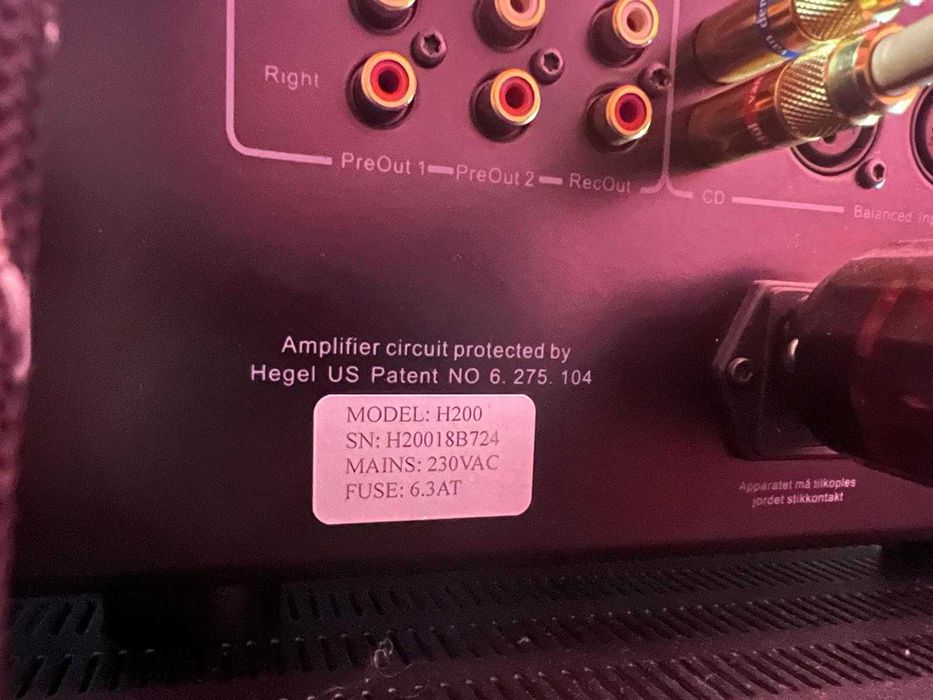 Right
PreOut 1
PreOut 2
RecOut
CD
Balanced
Amplifier circuit protected by
Hegel US Patent NO 6. 275. 104
MODEL: H200
SN: H20018B724
MAINS: 230VAC
FUSE: 6.3AT
Apparatet må tilkoples
jordet stikkontakt